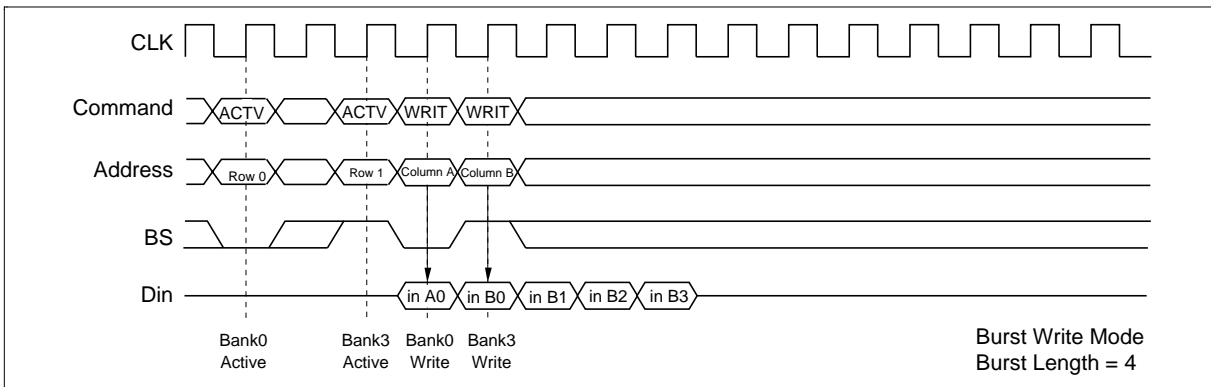 CLK
Command ACTV ACTV WRIT WRIT
Address Row 0 Row 1 Column A Column B
BS
Din in A0 in B0 in B1 in B2 in B3
Bank0 Bank3 Bank0 Bank3
Active Active Write Write
Burst Write Mode
Burst Length = 4